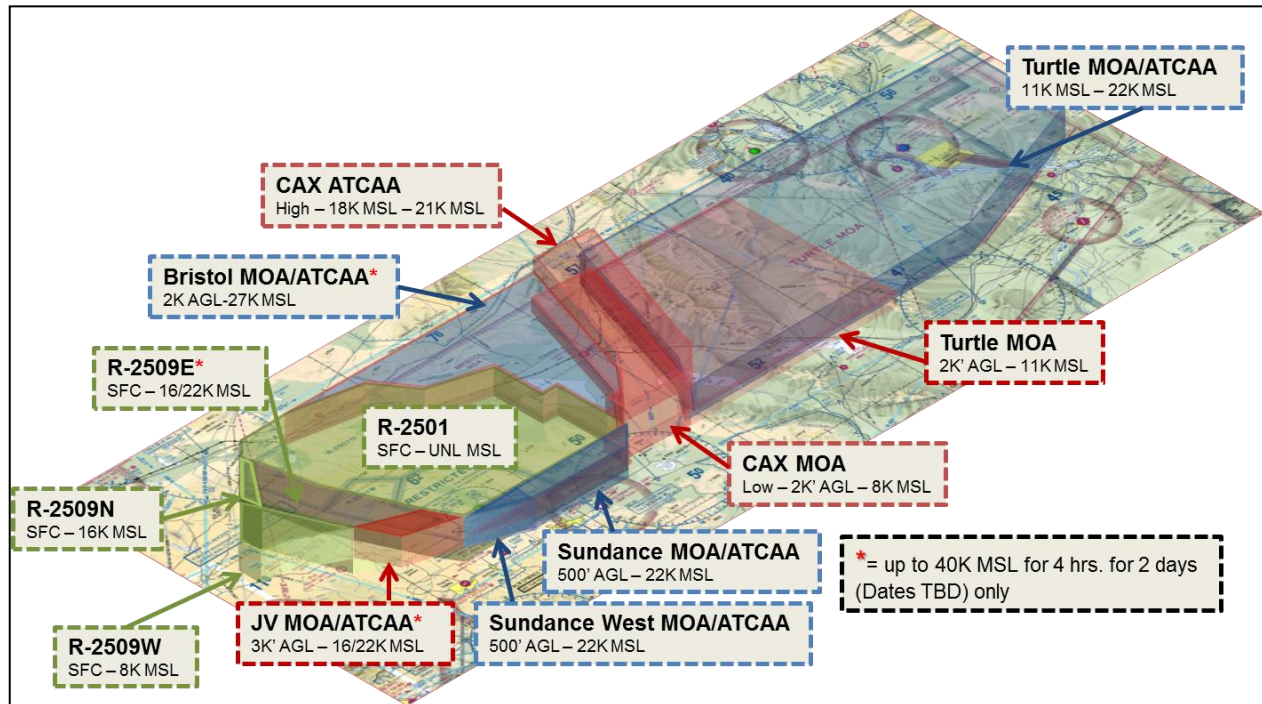 Turtle MOA/ATCAA
11K MSL – 22K MSL
CAX ATCAA
High – 18K MSL – 21K MSL
Bristol MOA/ATCAA*
2K AGL-27K MSL
R-2509E*
SFC – 16/22K MSL
R-2501
SFC – UNL MSL
Turtle MOA
2K' AGL – 11K MSL
CAX MOA
Low – 2K' AGL – 8K MSL
R-2509N
SFC – 16K MSL
Sundance MOA/ATCAA
500' AGL – 22K MSL
*= up to 40K MSL for 4 hrs. for 2 days
(Dates TBD) only
JV MOA/ATCAA*
3K' AGL – 16/22K MSL
Sundance West MOA/ATCAA
500' AGL – 22K MSL
R-2509W
SFC – 8K MSL
TURTLE MOA